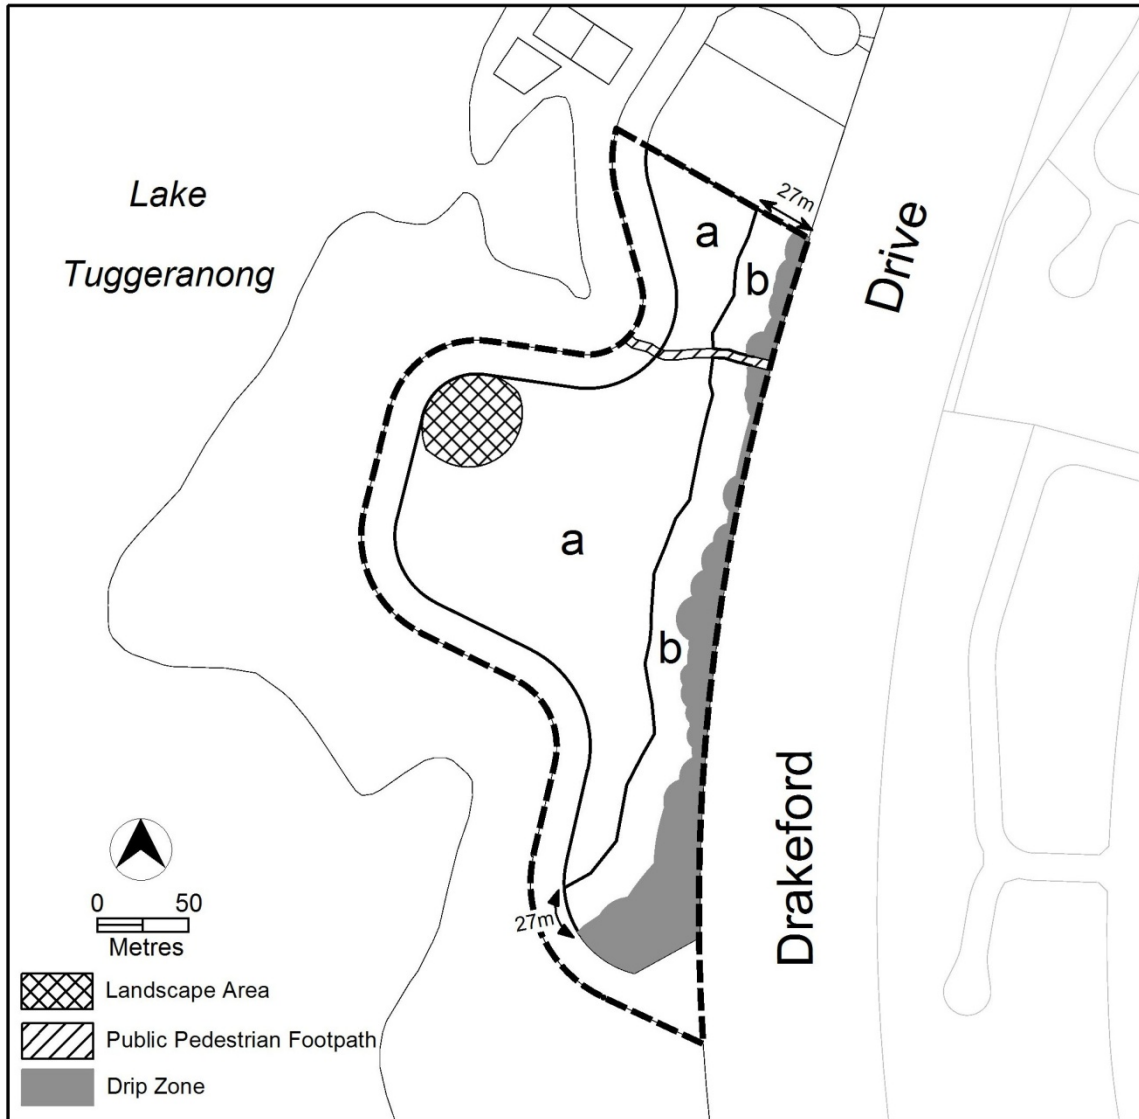 Lake
Tuggeranong
27m
a
b
Drive
a
b
Drakeford
27m
0 50
Metres
Landscape Area
Public Pedestrian Footpath
Drip Zone